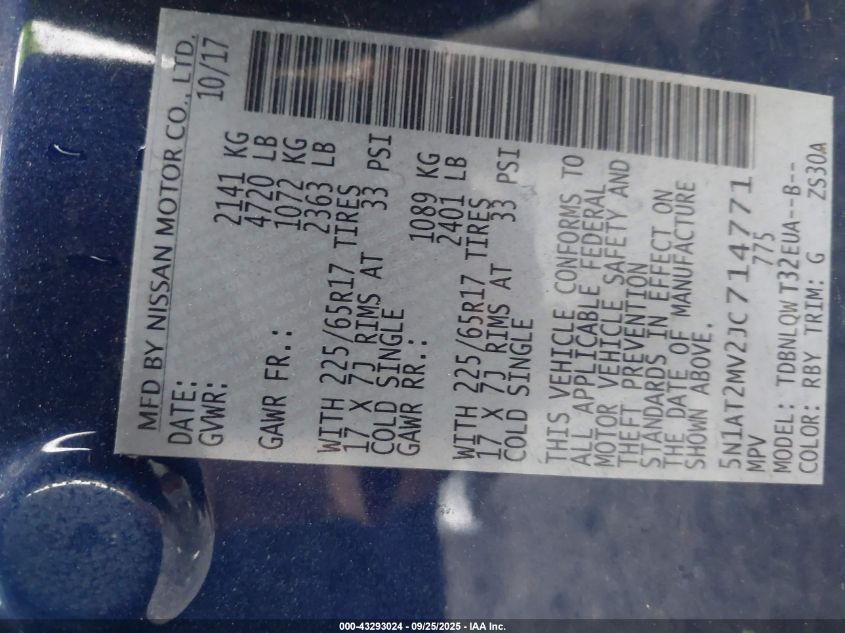 MFD BY NISSAN MOTOR CO., LTD.
DATE: 10/17
GVWR: 2141 KG
4720 LB
GAWR FR.: 1072 KG
2363 LB
WITH 225/65R17 TIRES
17 X 7J RIMS AT 33 PSI
COLD SINGLE
GAWR RR.: 1089 KG
2401 LB
WITH 225/65R17 TIRES
17 X 7J RIMS AT 33 PSI
COLD SINGLE
THIS VEHICLE CONFORMS TO
ALL APPLICABLE FEDERAL
MOTOR VEHICLE SAFETY AND
THEFT PREVENTION
STANDARDS IN EFFECT ON
THE DATE OF MANUFACTURE
SHOWN ABOVE.
5N1AT2MV2JC714771
MPV 775
MODEL: TDBNLQWT32EUA--B--
COLOR: RBY TRIM: G ZS30A
000-43293024 - 09/25/2025 - IAA Inc.